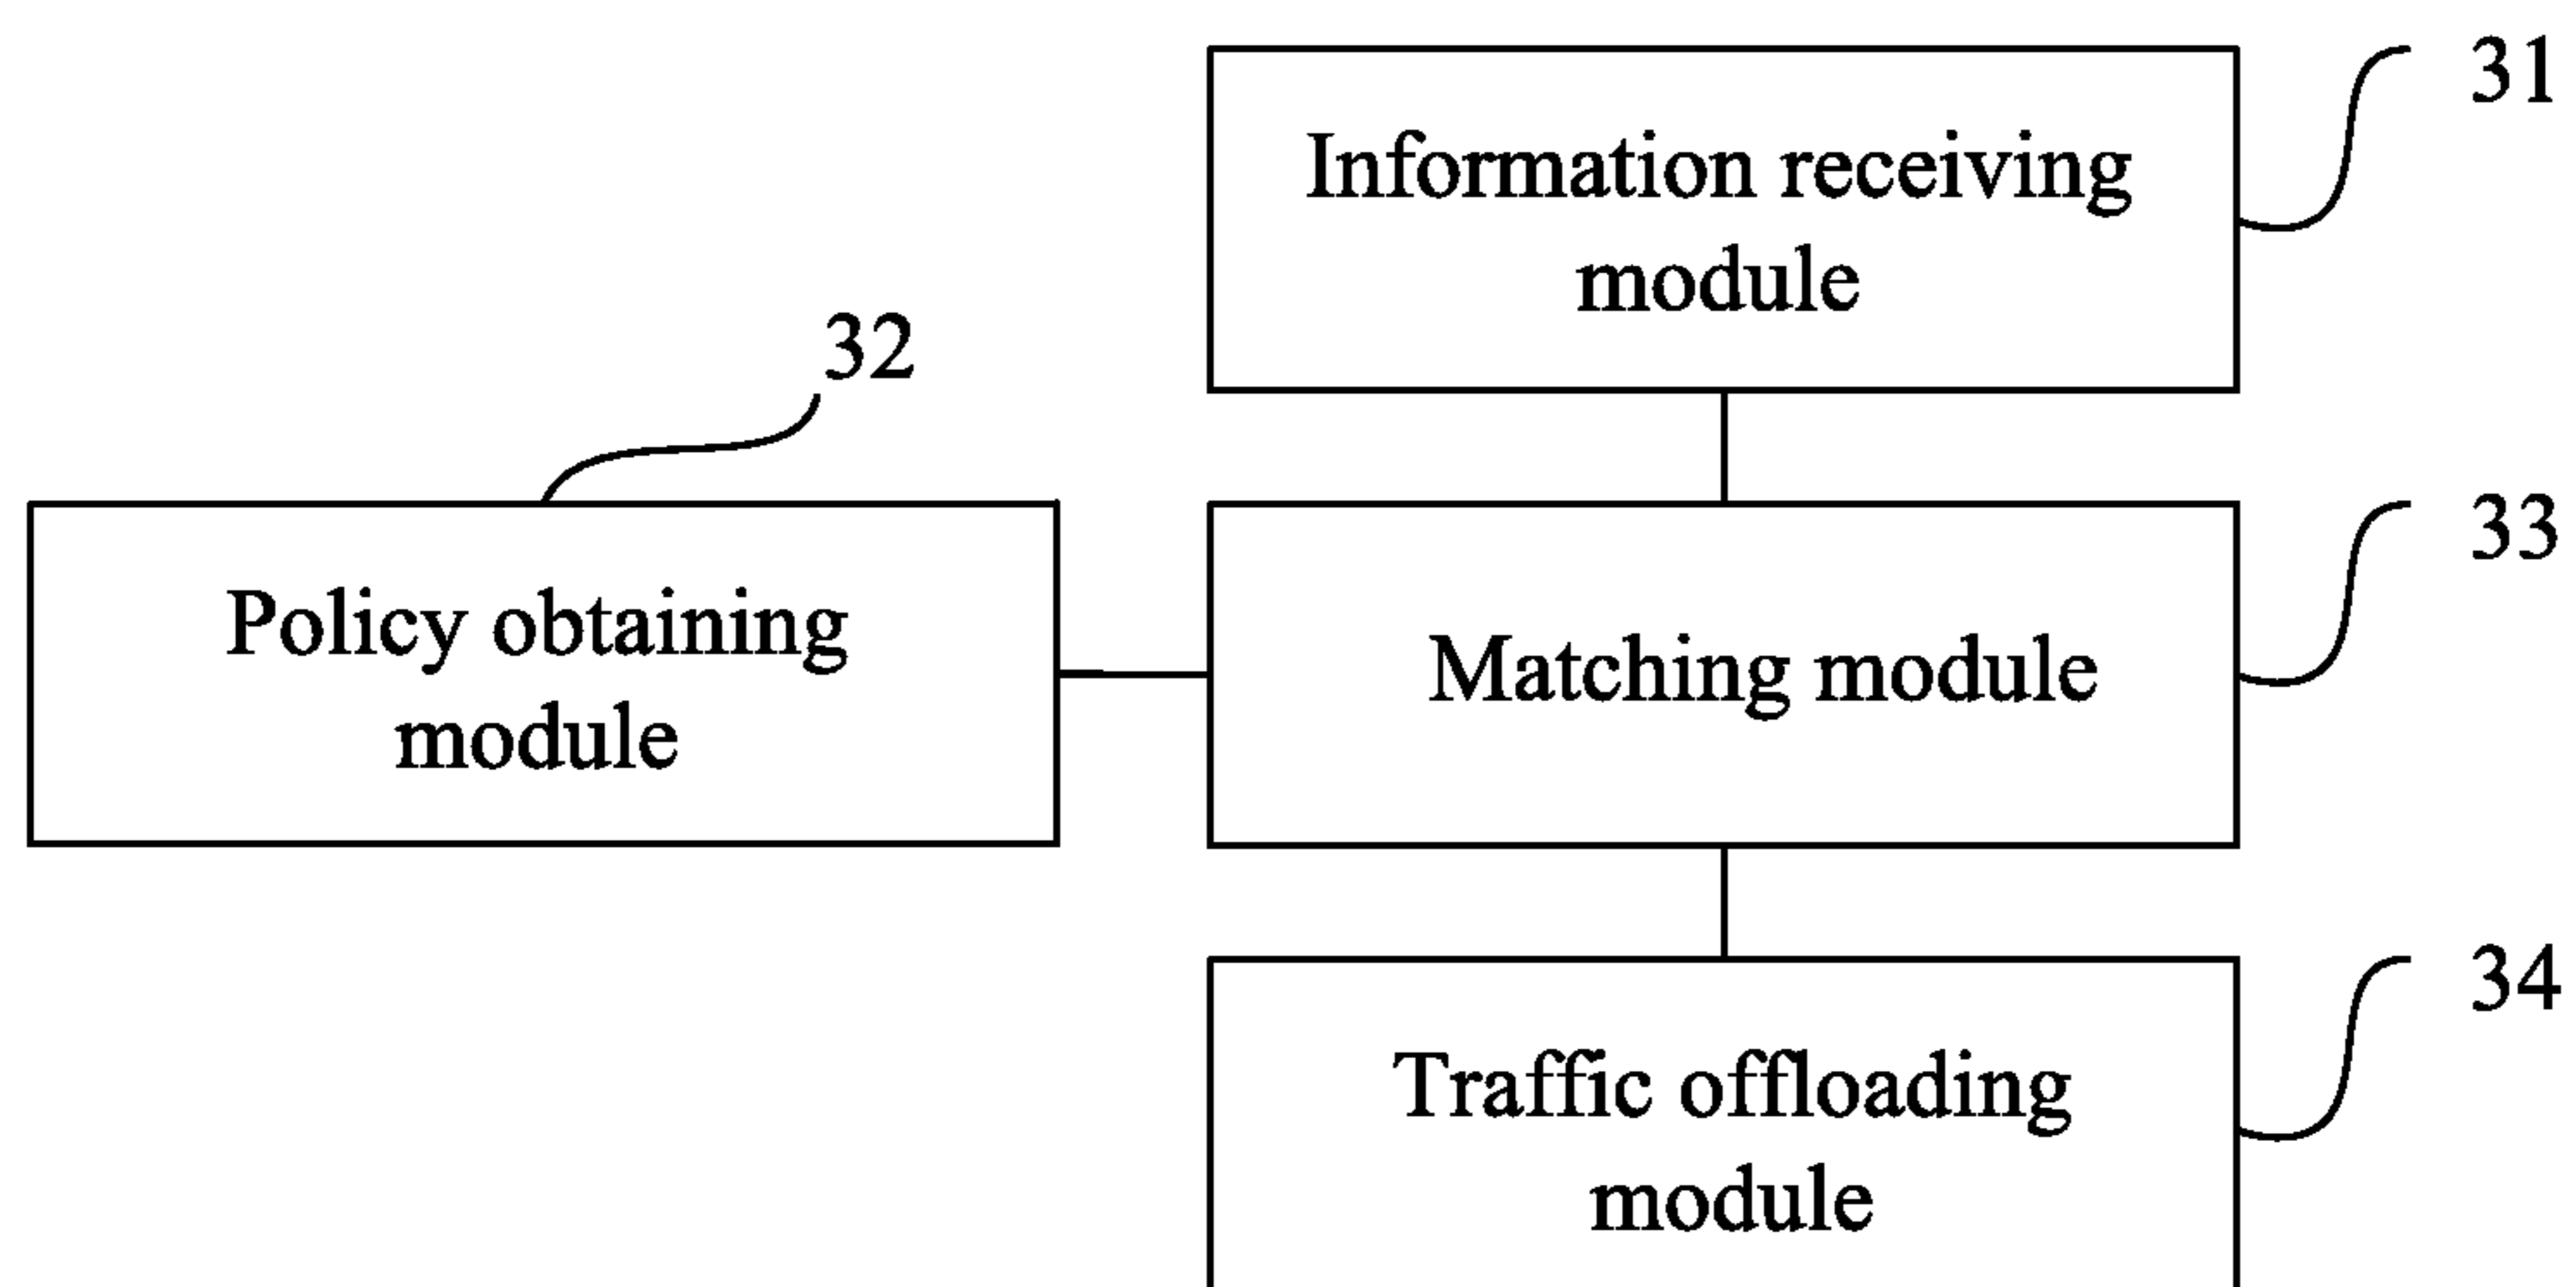 31
Information receiving
module
32
Policy obtaining
module
33
Matching module
34
Traffic offloading
module